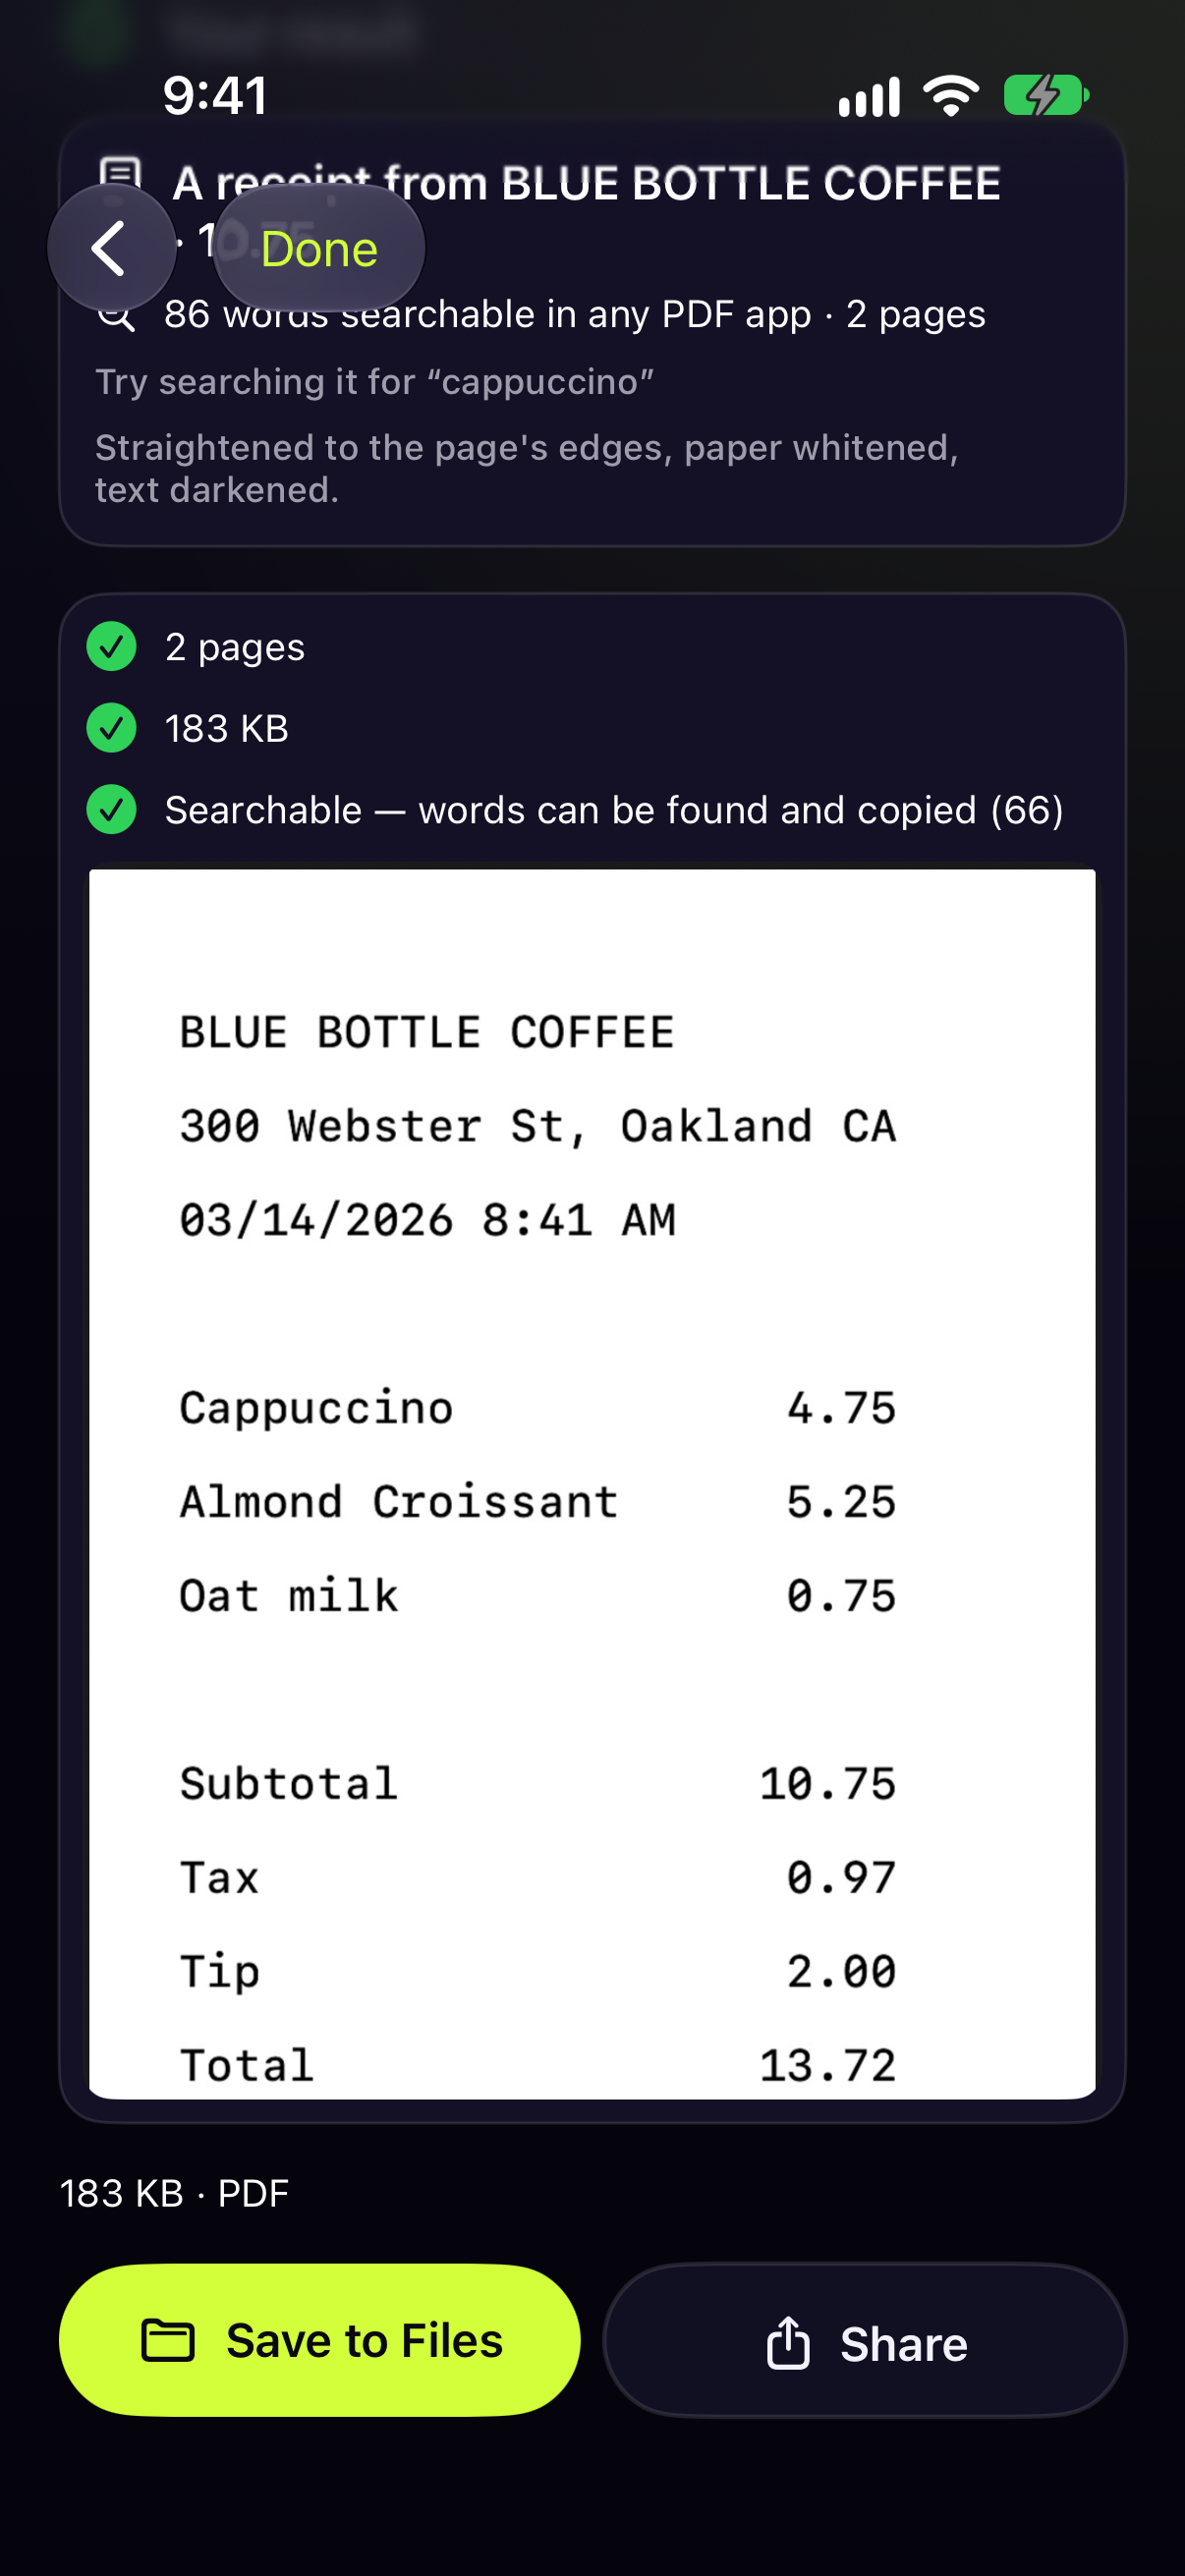 Your result
9:41
A receipt from BLUE BOTTLE COFFEE
· 10.75
Done
86 words searchable in any PDF app · 2 pages
Try searching it for “cappuccino”
Straightened to the page's edges, paper whitened,
text darkened.
2 pages
183 KB
Searchable — words can be found and copied (66)
BLUE BOTTLE COFFEE
300 Webster St, Oakland CA
03/14/2026 8:41 AM
Cappuccino 4.75
Almond Croissant 5.25
Oat milk 0.75
Subtotal 10.75
Tax 0.97
Tip 2.00
Total 13.72
183 KB · PDF
Save to Files
Share